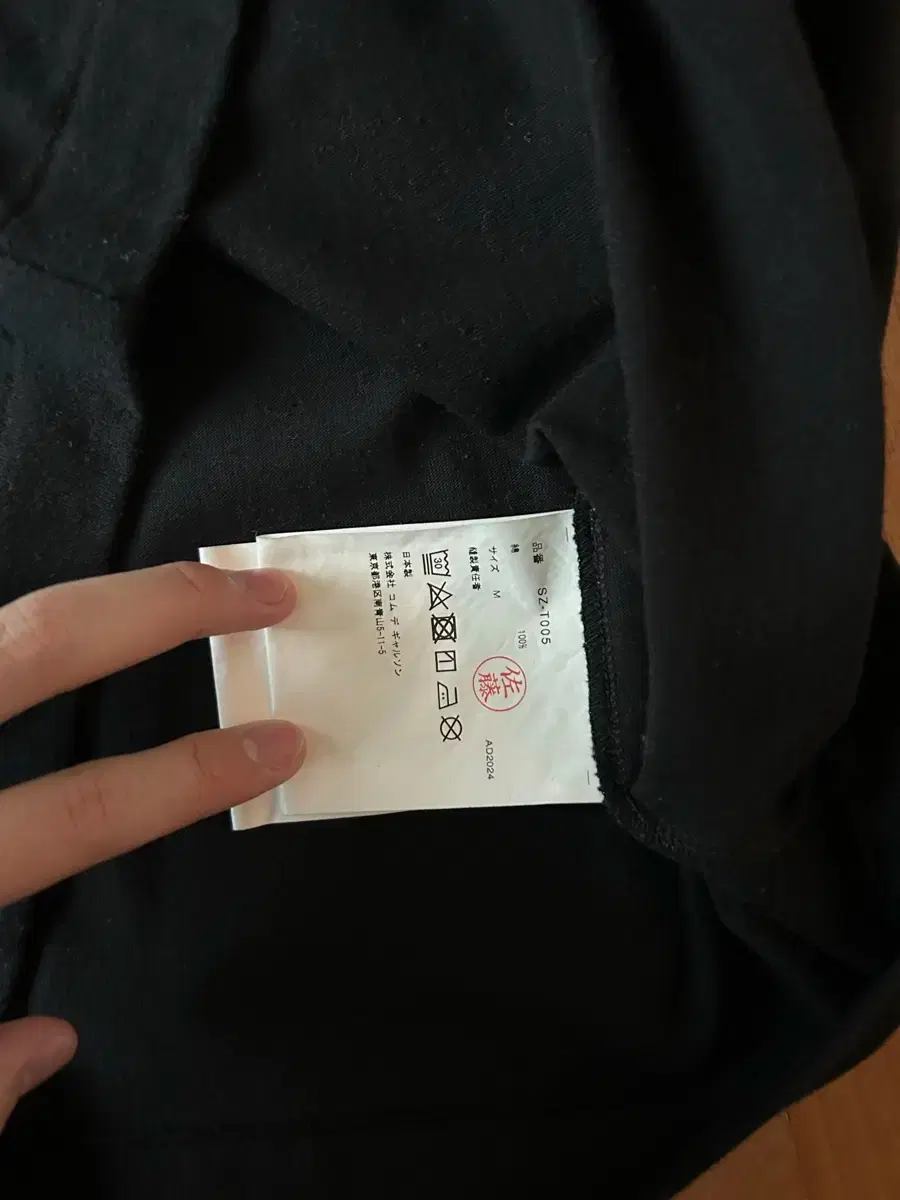 品番 SZ-T005
綿 100%
サイズ M
縫製責任者 佐藤
AD2024
30
日本製
株式会社 コム デ ギャルソン
東京都港区南青山5-11-5